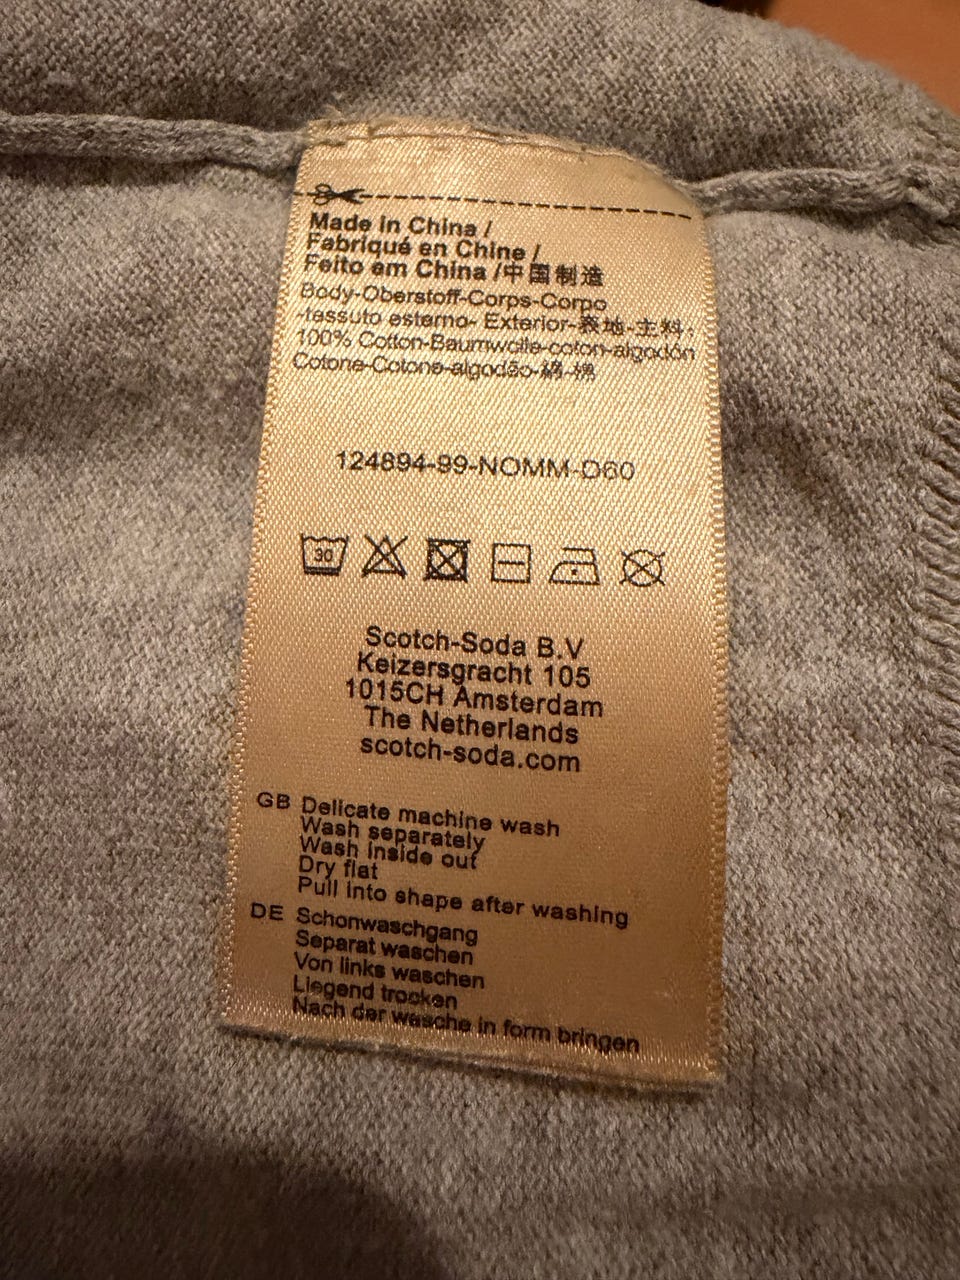 Made in China /
Fabriqué en Chine /
Feito em China /中国制造
Body-Oberstoff-Corps-Corpo
-tessuto esterno- Exterior-表地-主料:
100% Cotton-Baumwolle-coton-algodón
Cotone-Cotone-algodão-綿-棉
124894-99-NOMM-D60
30
Scotch-Soda B.V
Keizersgracht 105
1015CH Amsterdam
The Netherlands
scotch-soda.com
GB Delicate machine wash
Wash separately
Wash inside out
Dry flat
Pull into shape after washing
DE Schonwaschgang
Separat waschen
Von links waschen
Liegend trocken
Nach der wasche in form bringen